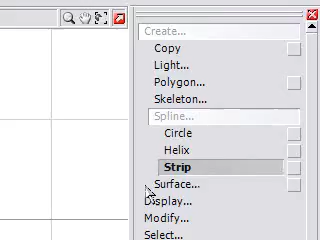 Create...
Copy
Light...
Polygon...
Skeleton...
Spline...
Circle
Helix
Strip
Surface...
Display...
Modify...
Select...